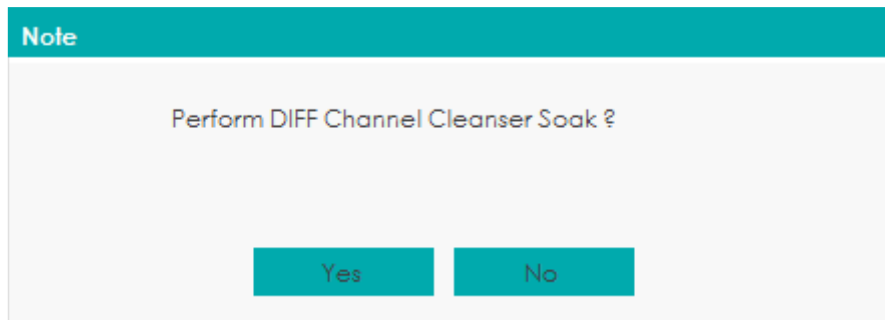 Note
Perform DIFF Channel Cleanser Soak ?
Yes No